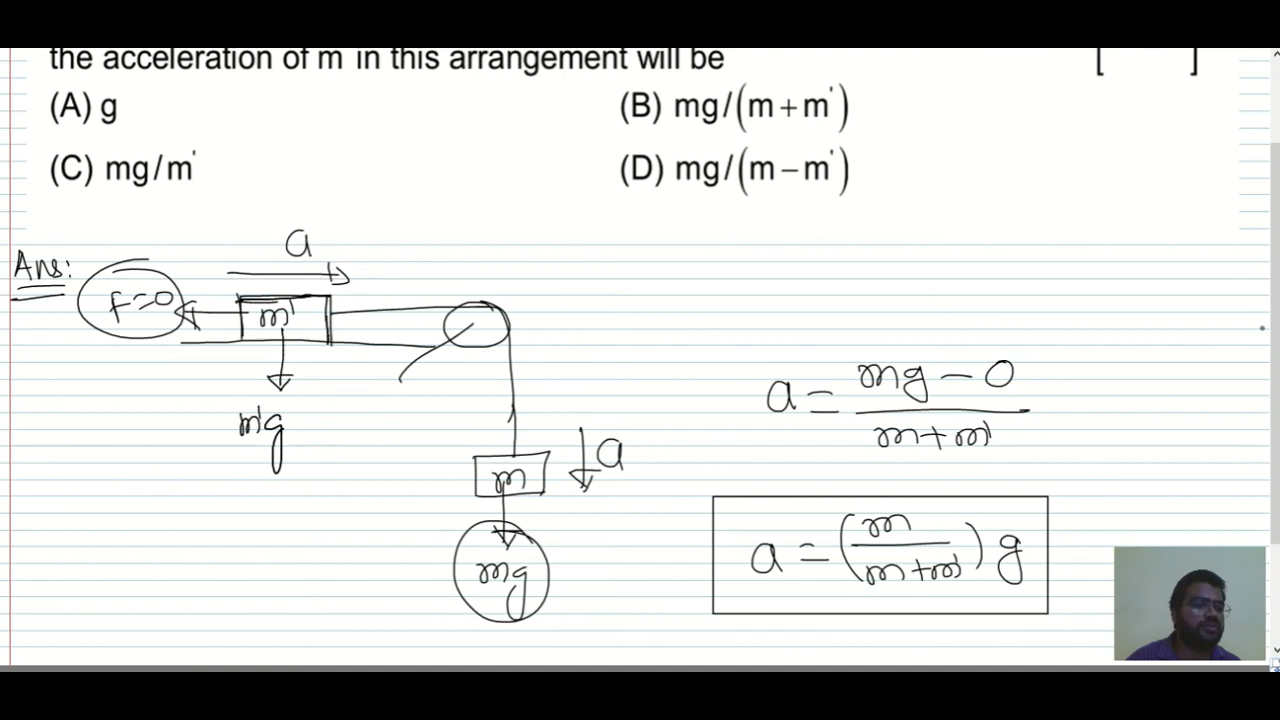 the acceleration of m in this arrangement will be [ ]
(A) g (B) mg/(m+m')
(C) mg/m' (D) mg/(m−m')
a
Ans:
f=0 m'
m'g
a = mg − 0 / m+m'
m a
mg
a = (m / m+m') g